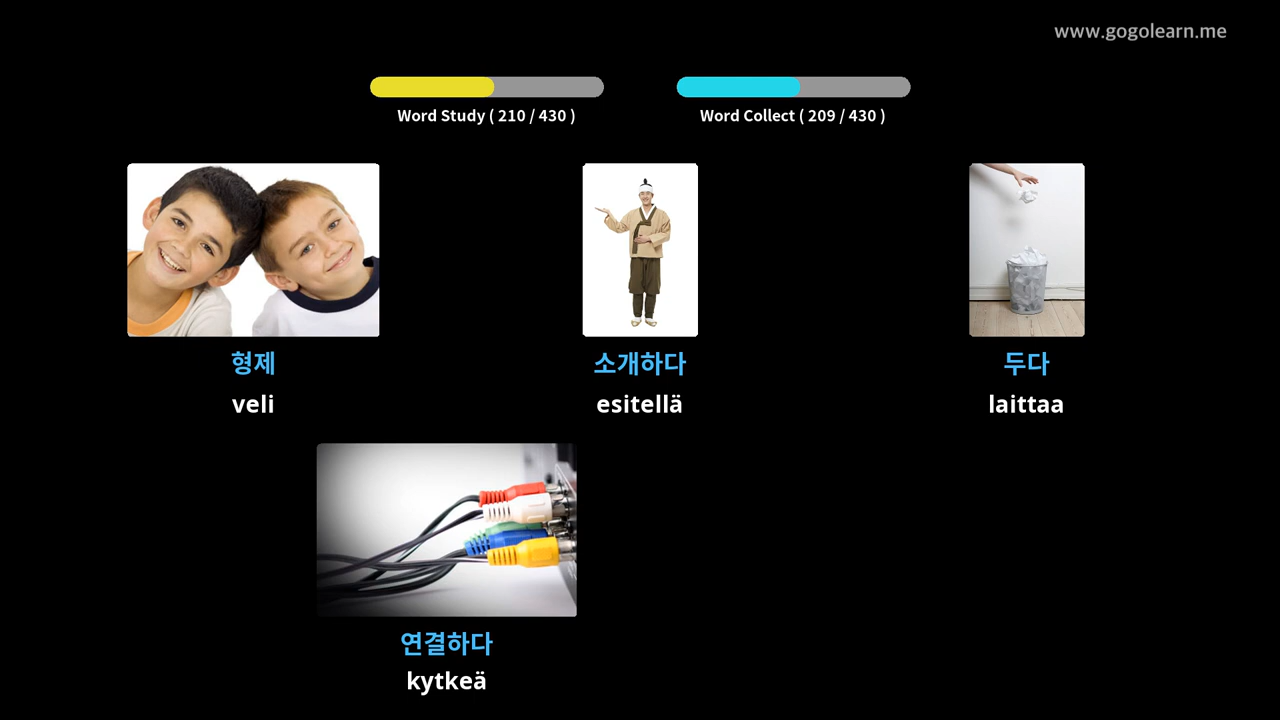 www.gogolearn.me
Word Study ( 210 / 430 )
Word Collect ( 209 / 430 )
형제
veli
소개하다
esitellä
두다
laittaa
연결하다
kytkeä